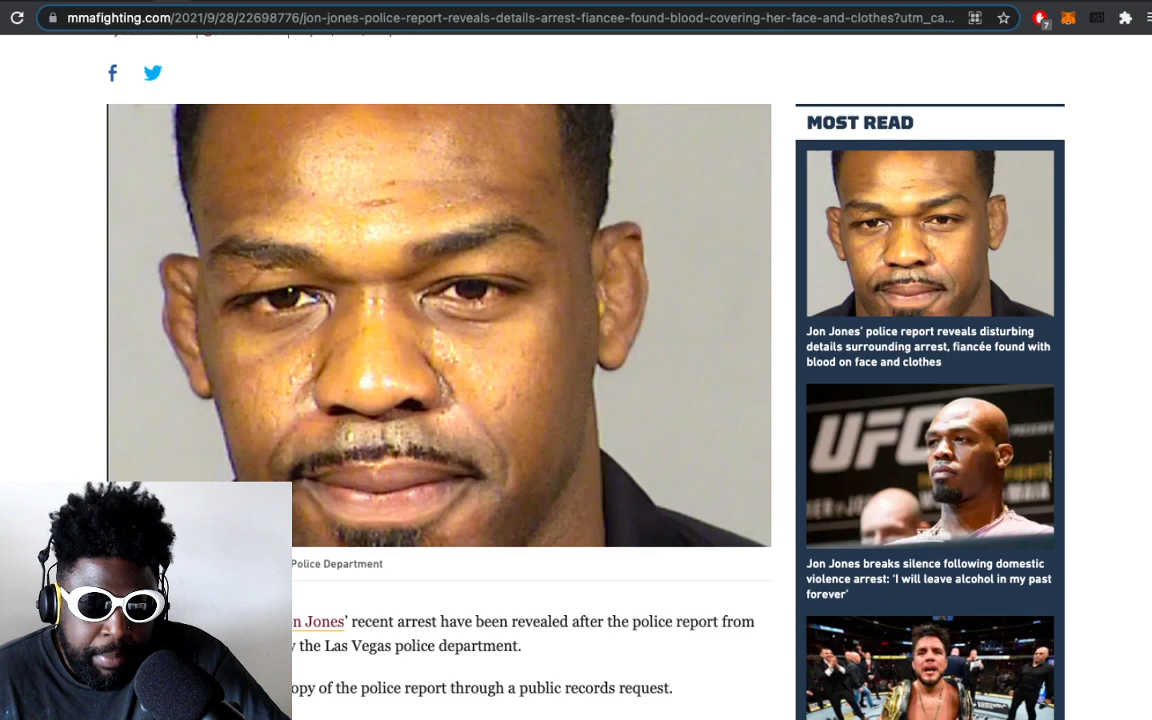 mmafighting.com/2021/9/28/22698776/jon-jones-police-report-reveals-details-arrest-fiancee-found-blood-covering-her-face-and-clothes?utm_ca...
7
MOST READ
Jon Jones’ police report reveals disturbing
details surrounding arrest, fiancée found with
blood on face and clothes
UFC
Jon Jones breaks silence following domestic
violence arrest: ‘I will leave alcohol in my past
forever’
Police Department
on Jones’ recent arrest have been revealed after the police report from
the Las Vegas police department.
opy of the police report through a public records request.